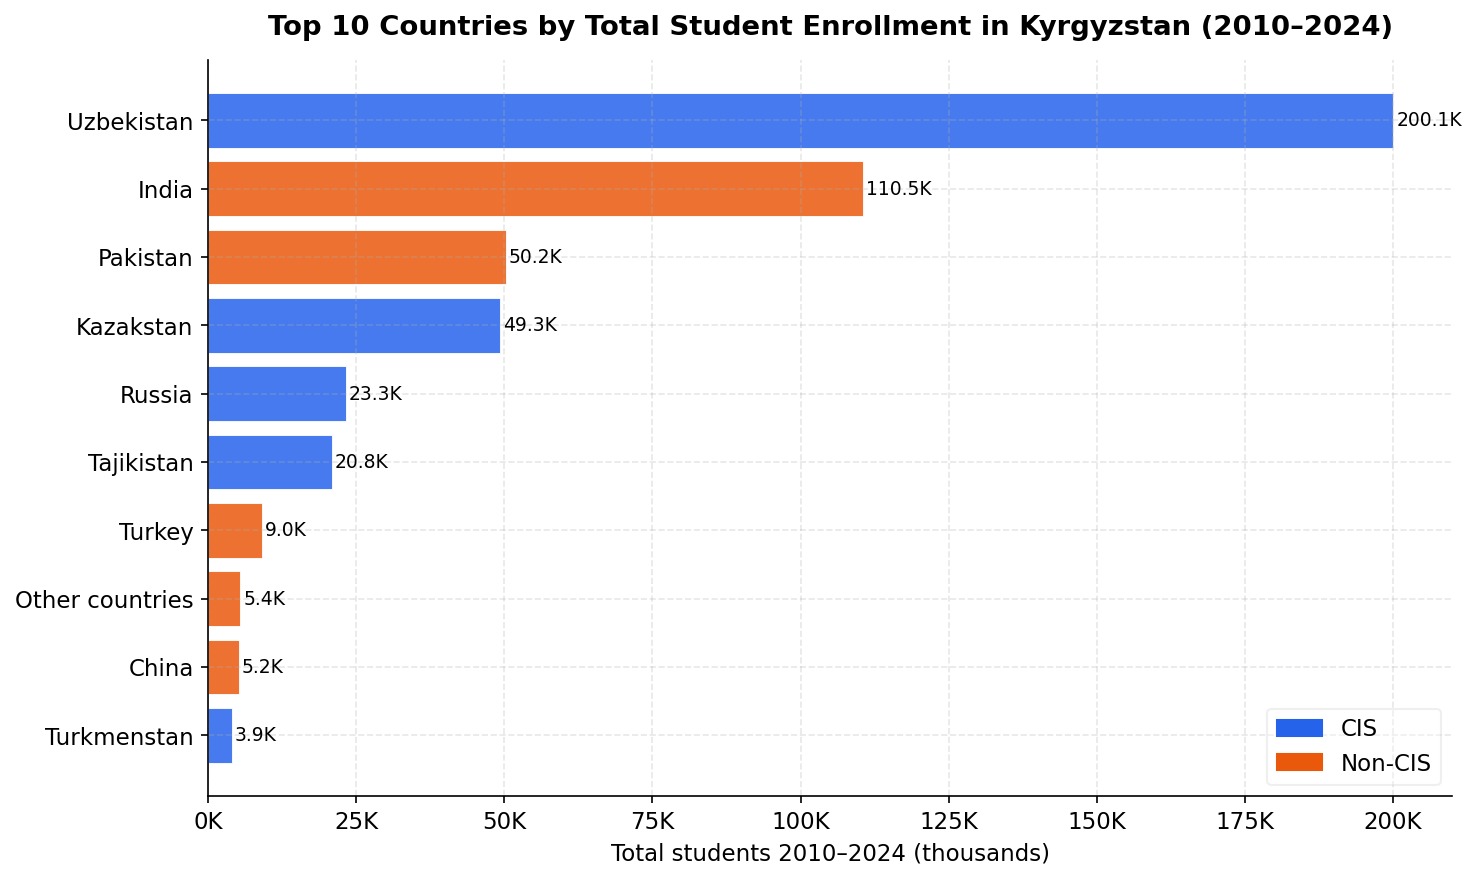 Top 10 Countries by Total Student Enrollment in Kyrgyzstan (2010–2024)
Uzbekistan 200.1K
India 110.5K
Pakistan 50.2K
Kazakstan 49.3K
Russia 23.3K
Tajikistan 20.8K
Turkey 9.0K
Other countries 5.4K
China 5.2K
Turkmenstan 3.9K
CIS
Non-CIS
0K 25K 50K 75K 100K 125K 150K 175K 200K
Total students 2010–2024 (thousands)